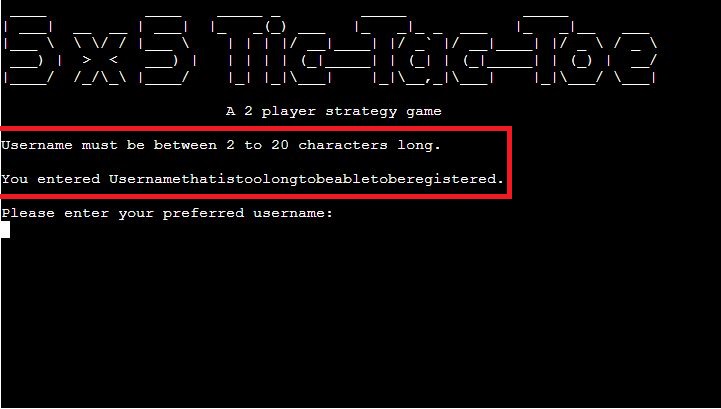 5 x 5 Tic-Tac-Toe
A 2 player strategy game
Username must be between 2 to 20 characters long.
You entered Usernamethatistoolongtobeabletoberegistered.
Please enter your preferred username: